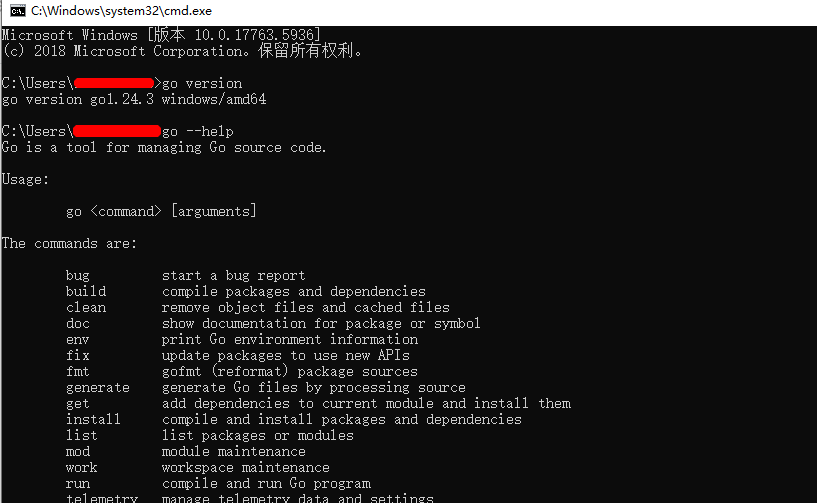 C:\Windows\system32\cmd.exe
Microsoft Windows [版本 10.0.17763.5936]
(c) 2018 Microsoft Corporation。保留所有权利。
C:\Users\>go version
go version go1.24.3 windows/amd64
C:\Users\go --help
Go is a tool for managing Go source code.
Usage:
go <command> [arguments]
The commands are:
bug start a bug report
build compile packages and dependencies
clean remove object files and cached files
doc show documentation for package or symbol
env print Go environment information
fix update packages to use new APIs
fmt gofmt (reformat) package sources
generate generate Go files by processing source
get add dependencies to current module and install them
install compile and install packages and dependencies
list list packages or modules
mod module maintenance
work workspace maintenance
run compile and run Go program
telemetry manage telemetry data and settings